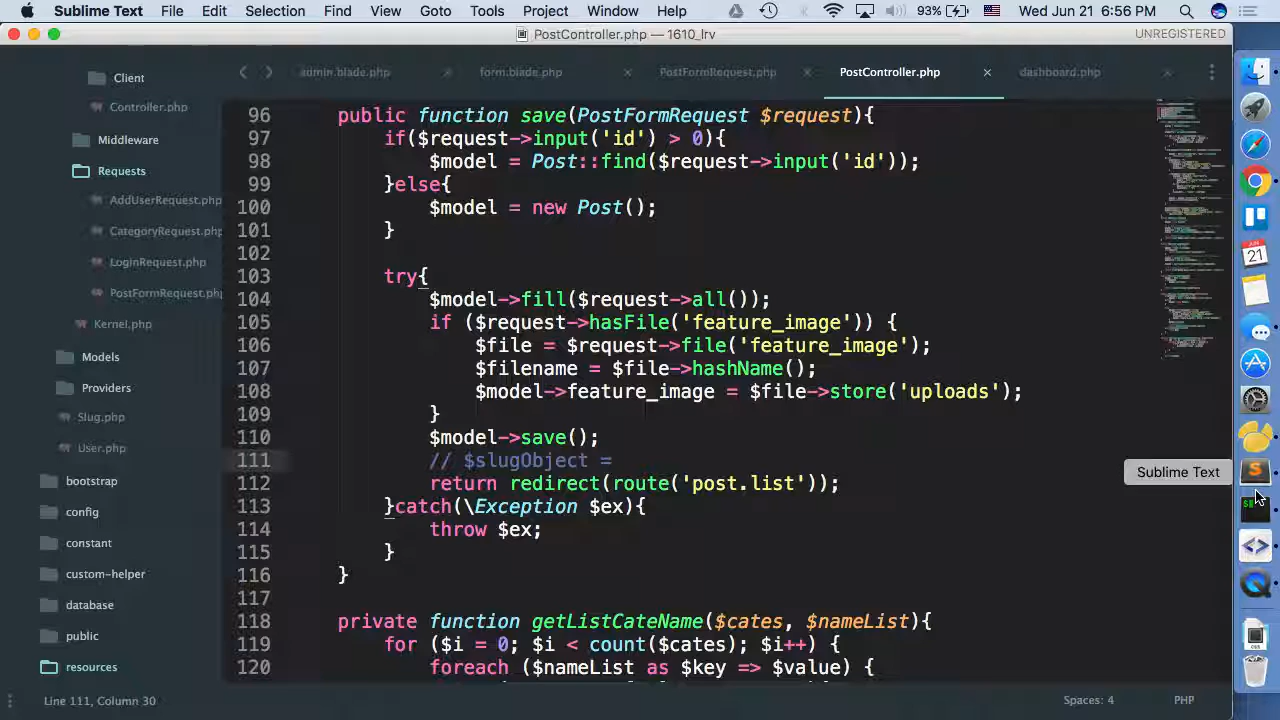 Sublime Text File Edit Selection Find View Goto Tools Project Window Help 93% Wed Jun 21 6:56 PM
PostController.php — 1610_lrv UNREGISTERED
admin.blade.php form.blade.php PostFormRequest.php PostController.php dashboard.php
Client
Controller.php
Middleware
Requests
AddUserRequest.php
CategoryRequest.php
LoginRequest.php
PostFormRequest.php
Kernel.php
Models
Providers
Slug.php
User.php
bootstrap
config
constant
custom-helper
database
public
resources
96 public function save(PostFormRequest $request){
97 if($request->input('id') > 0){
98 $model = Post::find($request->input('id'));
99 }else{
100 $model = new Post();
101 }
102
103 try{
104 $model->fill($request->all());
105 if ($request->hasFile('feature_image')) {
106 $file = $request->file('feature_image');
107 $filename = $file->hashName();
108 $model->feature_image = $file->store('uploads');
109 }
110 $model->save();
111 // $slugObject =
112 return redirect(route('post.list'));
113 }catch(\Exception $ex){
114 throw $ex;
115 }
116 }
117
118 private function getListCateName($cates, $nameList){
119 for ($i = 0; $i < count($cates); $i++) {
120 foreach ($nameList as $key => $value) {
Sublime Text
Line 111, Column 30 Spaces: 4 PHP